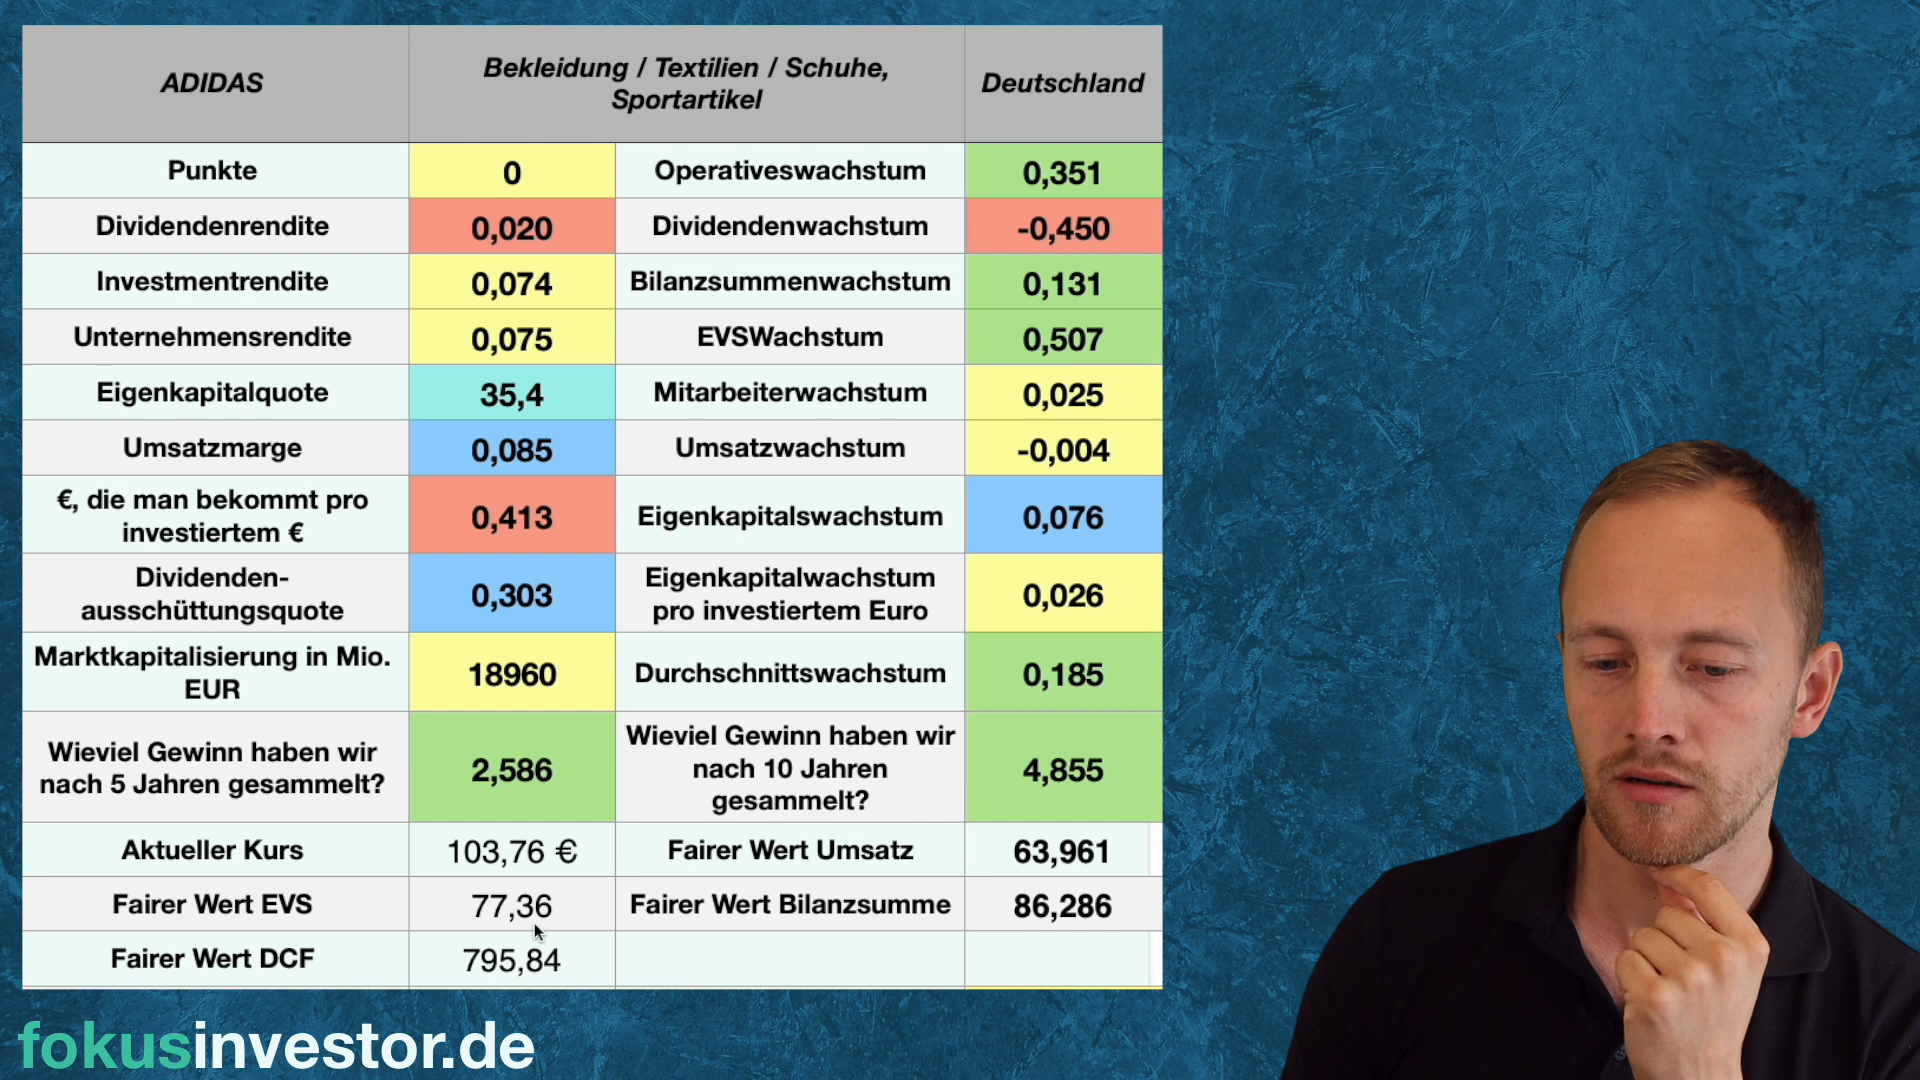 ADIDAS
Bekleidung / Textilien / Schuhe,
Sportartikel
Deutschland
Punkte
0
Operativeswachstum
0,351
Dividendenrendite
0,020
Dividendenwachstum
-0,450
Investmentrendite
0,074
Bilanzsummenwachstum
0,131
Unternehmensrendite
0,075
EVSWachstum
0,507
Eigenkapitalquote
35,4
Mitarbeiterwachstum
0,025
Umsatzmarge
0,085
Umsatzwachstum
-0,004
€, die man bekommt pro
investiertem €
0,413
Eigenkapitalswachstum
0,076
Dividenden-
ausschüttungsquote
0,303
Eigenkapitalwachstum
pro investiertem Euro
0,026
Marktkapitalisierung in Mio.
EUR
18960
Durchschnittswachstum
0,185
Wieviel Gewinn haben wir
nach 5 Jahren gesammelt?
2,586
Wieviel Gewinn haben wir
nach 10 Jahren
gesammelt?
4,855
Aktueller Kurs
103,76 €
Fairer Wert Umsatz
63,961
Fairer Wert EVS
77,36
Fairer Wert Bilanzsumme
86,286
Fairer Wert DCF
795,84
fokusinvestor.de